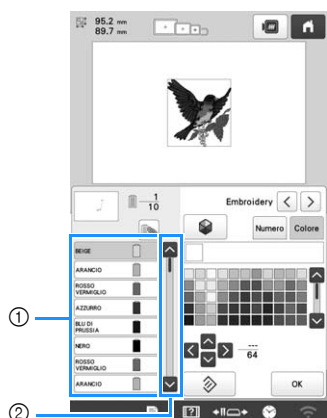 95.2 mm
89.7 mm
1
10
Embroidery
Numero Colore
BEIGE
ARANCIO
ROSSO
VERMIGLIO
AZZURRO
BLU DI
PRUSSIA
NERO
ROSSO
VERMIGLIO
ARANCIO
---
64
OK
①
②